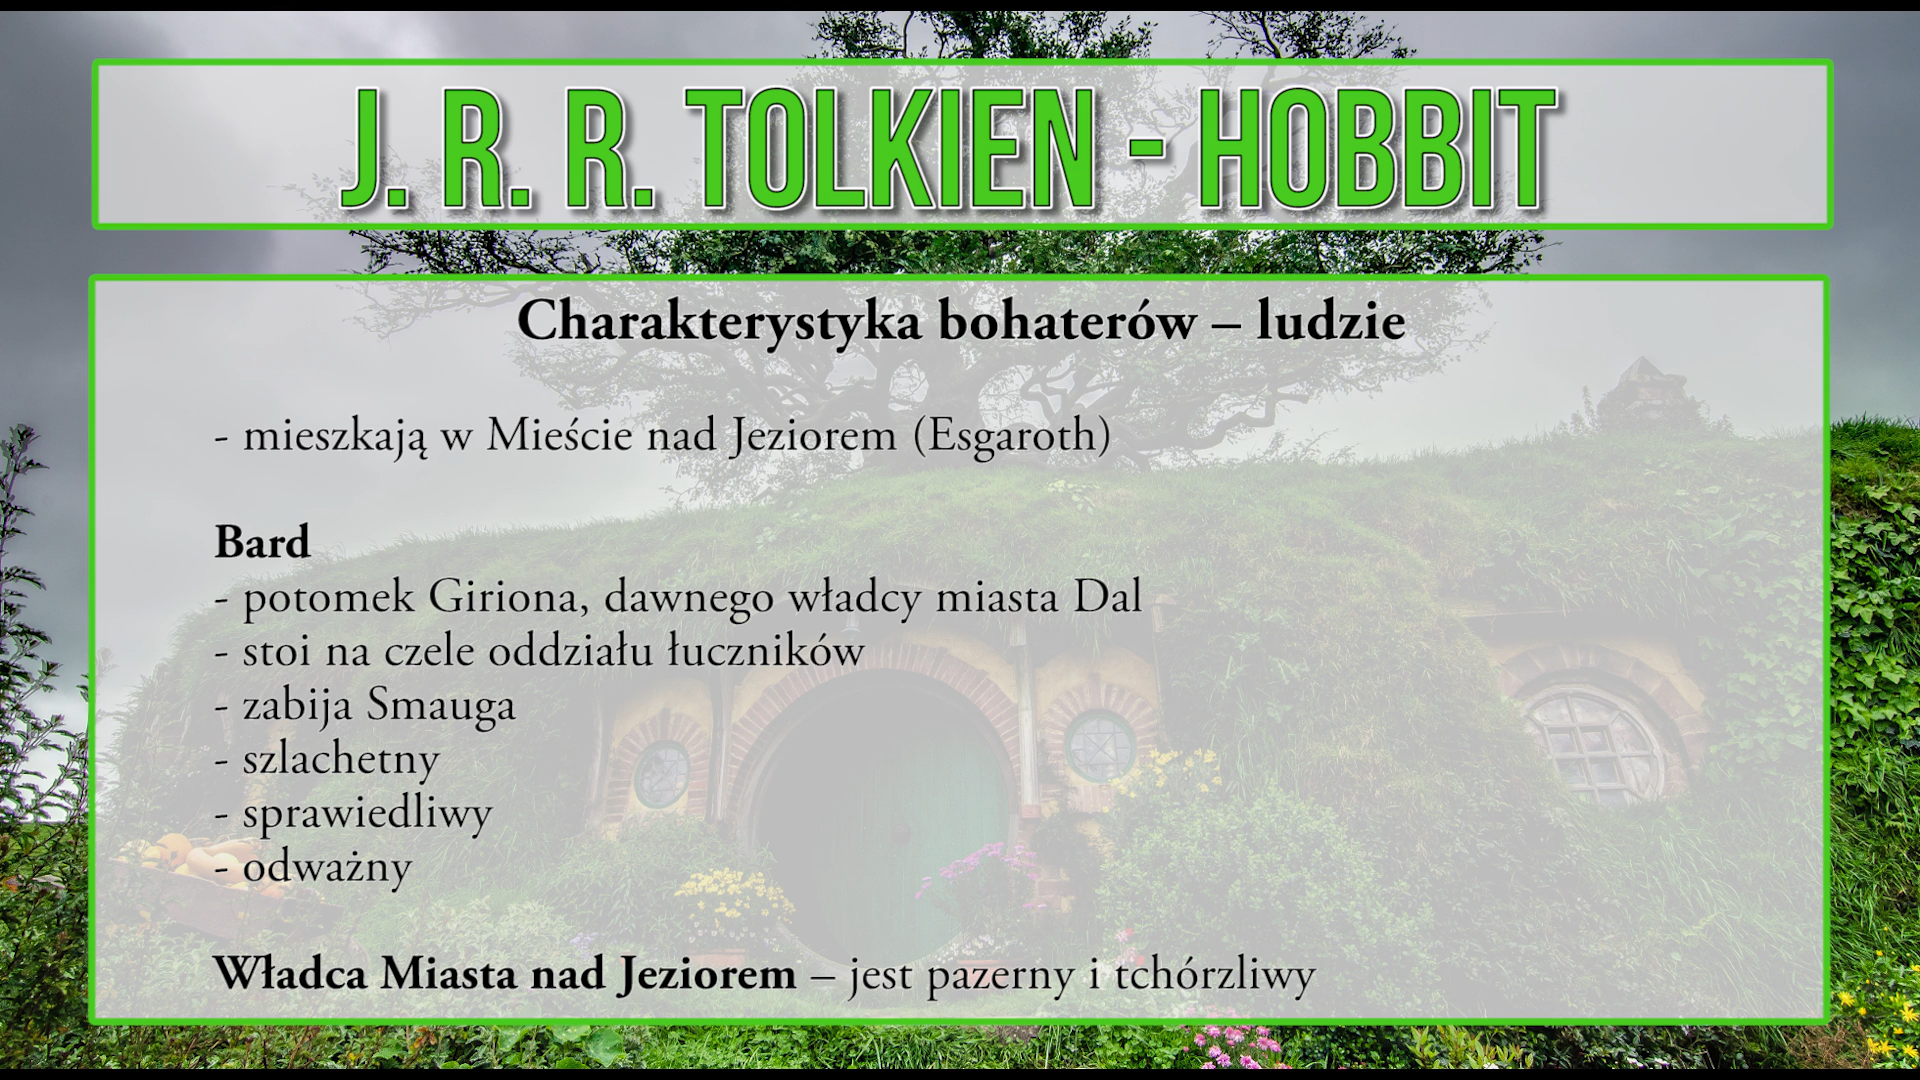 J. R. R. TOLKIEN - HOBBIT
Charakterystyka bohaterów – ludzie
- mieszkają w Mieście nad Jeziorem (Esgaroth)
Bard
- potomek Giriona, dawnego władcy miasta Dal
- stoi na czele oddziału łuczników
- zabija Smauga
- szlachetny
- sprawiedliwy
- odważny
Władca Miasta nad Jeziorem – jest pazerny i tchórzliwy